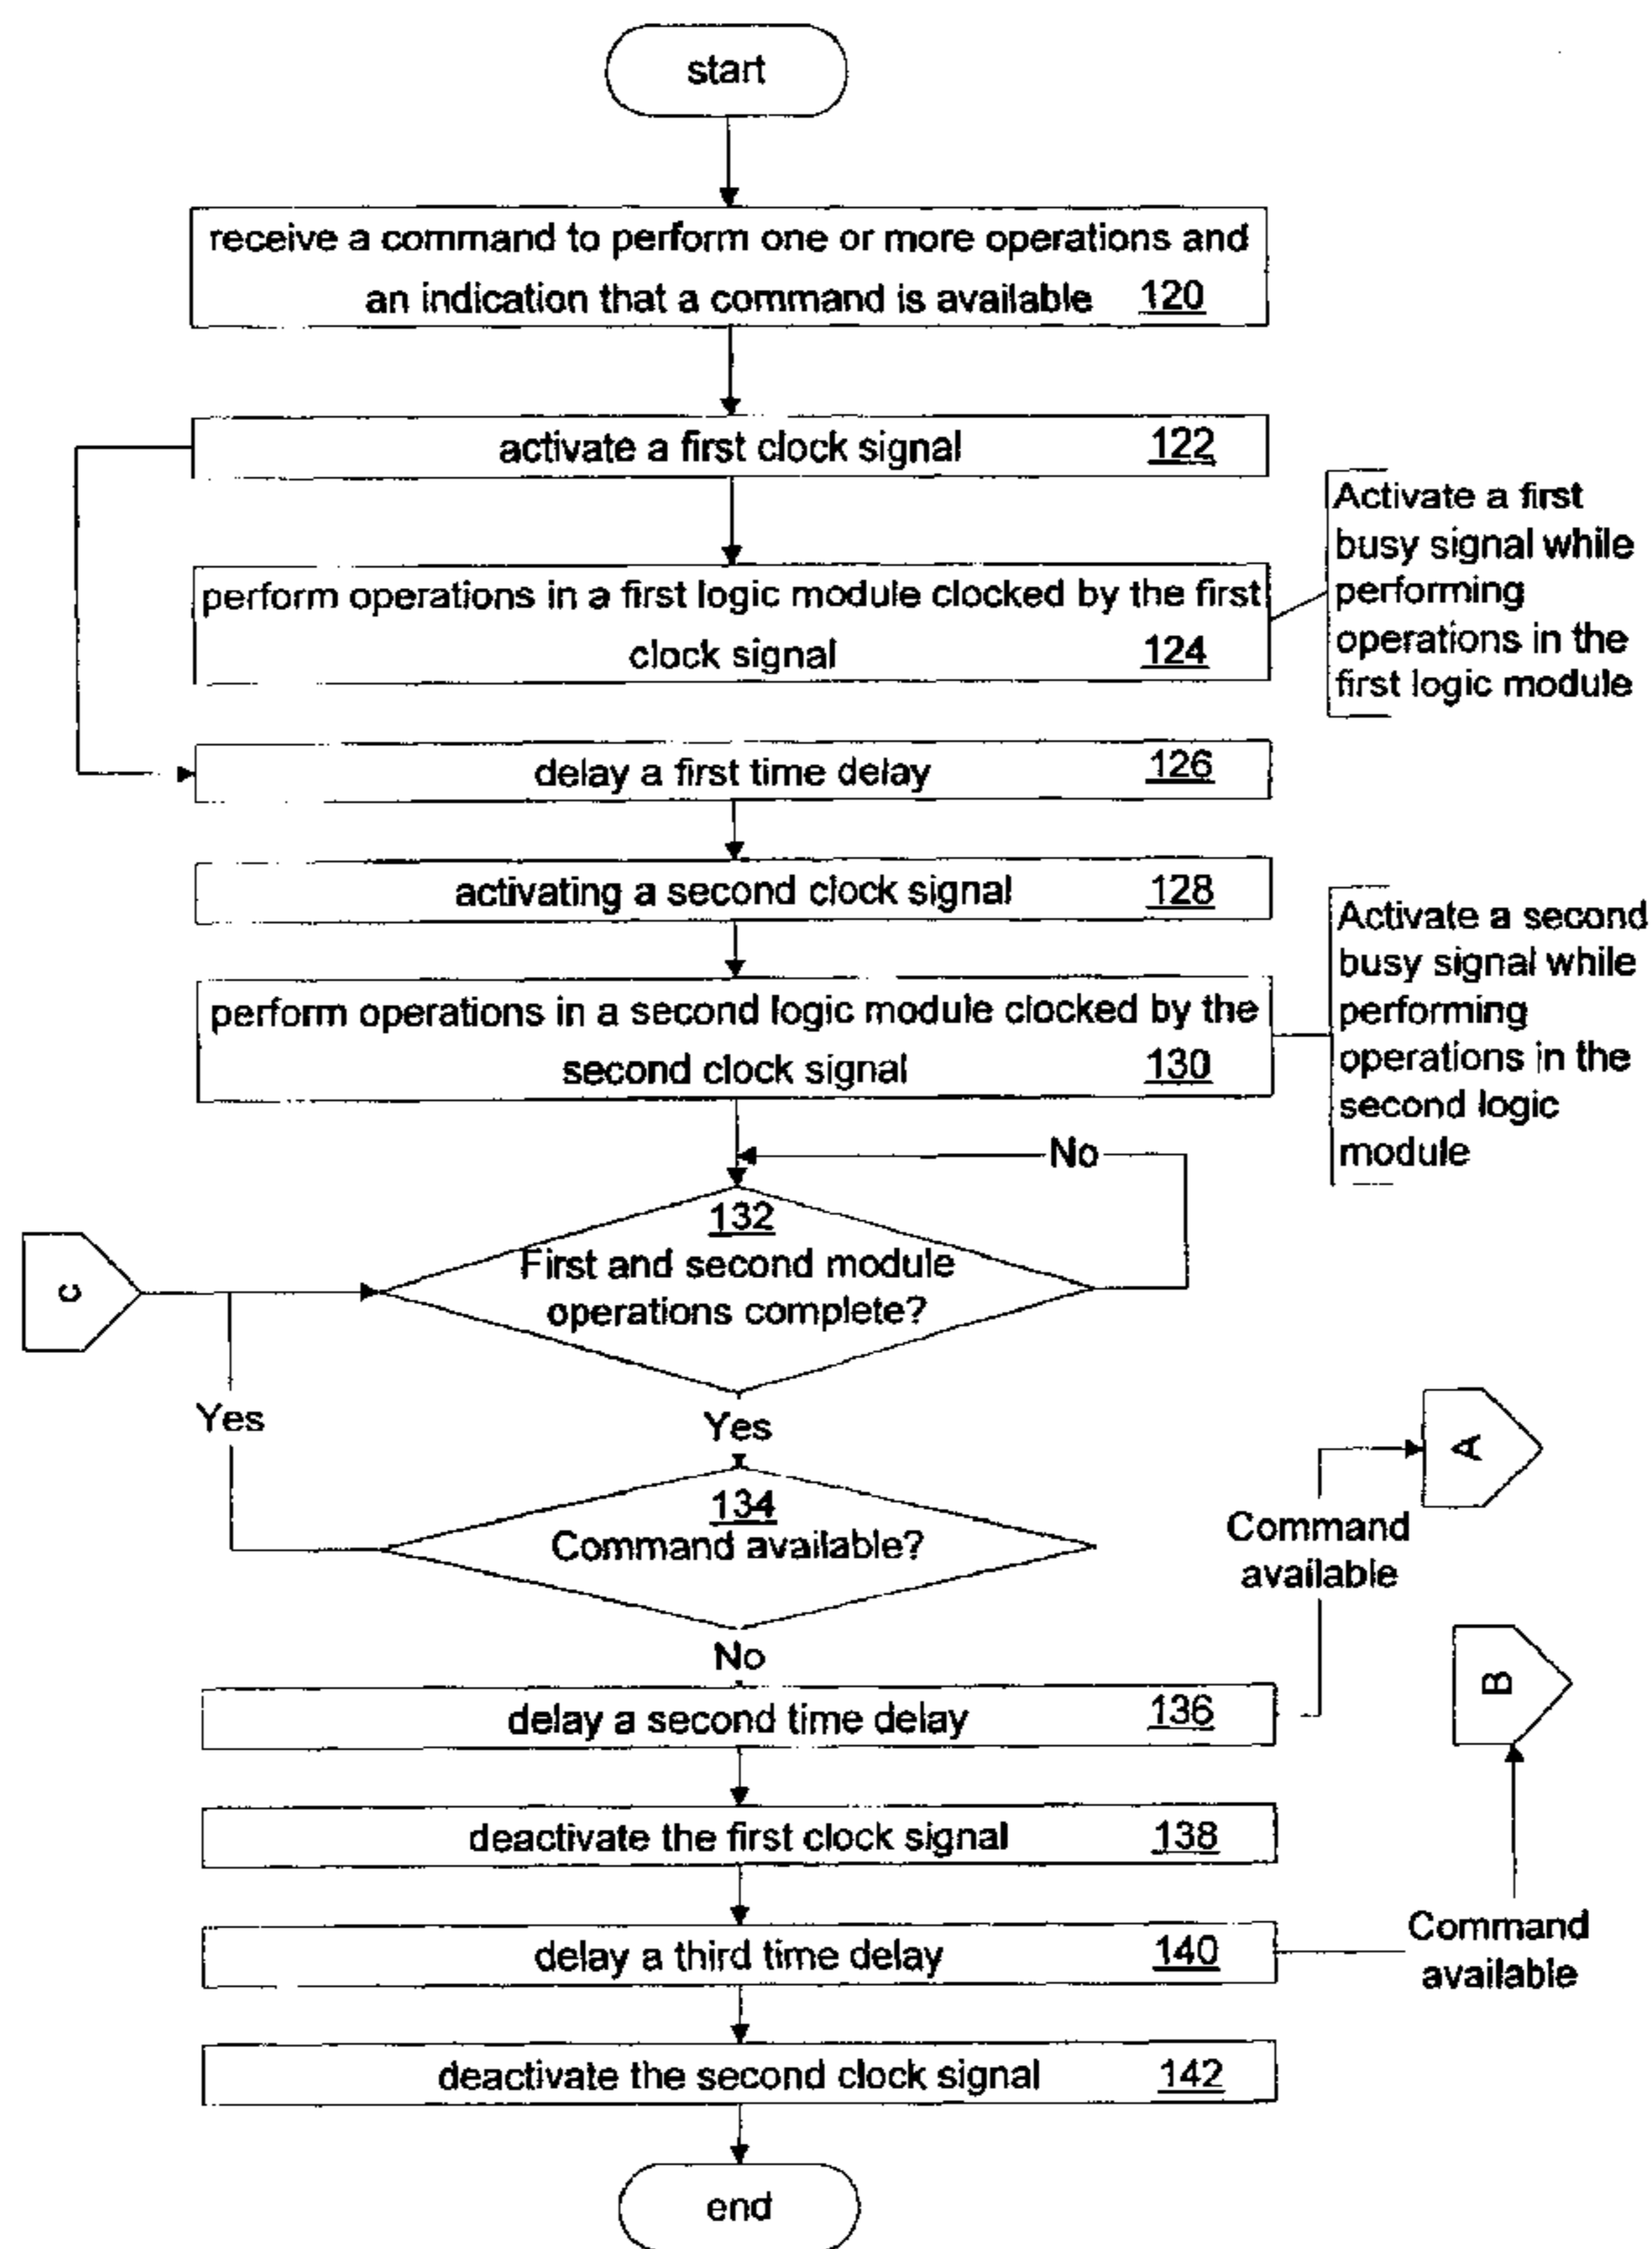 start
receive a command to perform one or more operations and
an indication that a command is available 120
activate a first clock signal 122
perform operations in a first logic module clocked by the first
clock signal 124
Activate a first
busy signal while
performing
operations in the
first logic module
delay a first time delay 126
activating a second clock signal 128
perform operations in a second logic module clocked by the
second clock signal 130
Activate a second
busy signal while
performing
operations in the
second logic
module
No
132
First and second module
operations complete?
C
Yes
Yes
A
134
Command available?
Command
available
No
B
delay a second time delay 136
deactivate the first clock signal 138
delay a third time delay 140
Command
available
deactivate the second clock signal 142
end